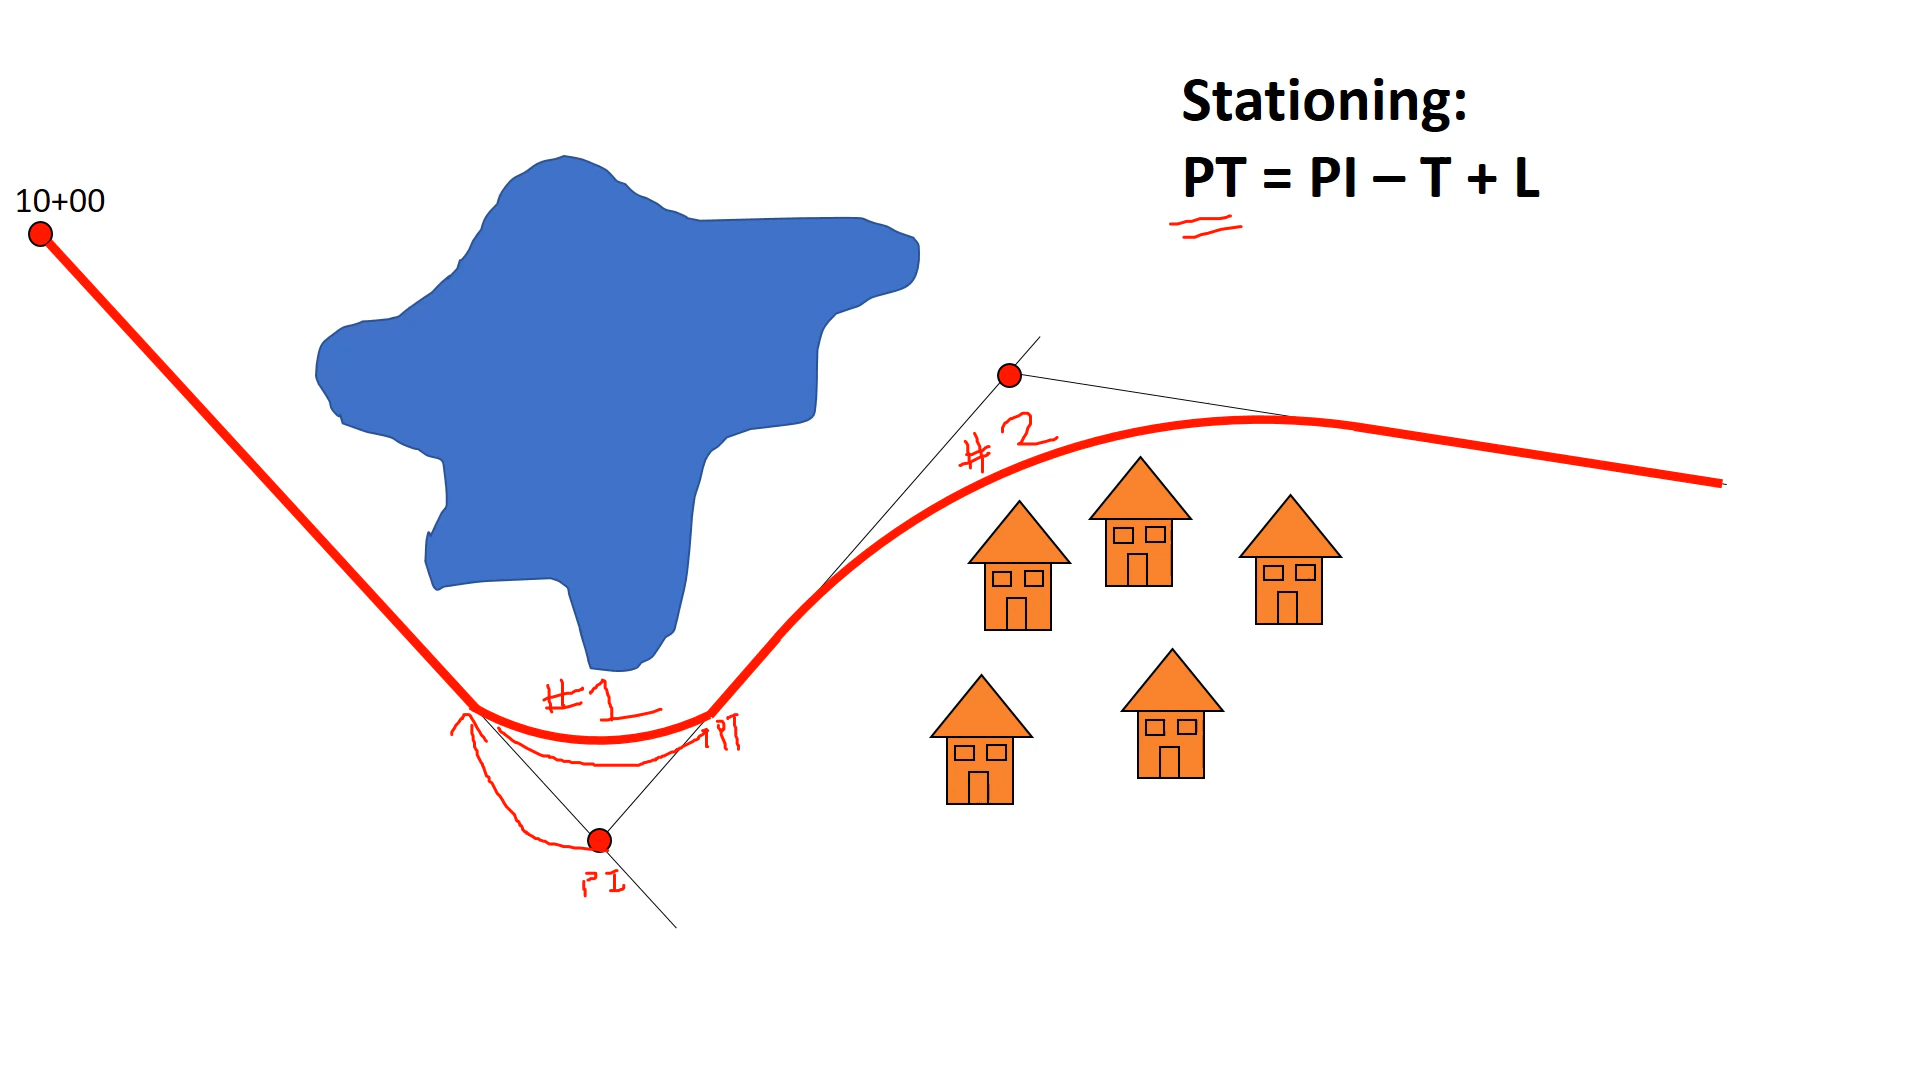 Stationing:
PT = PI – T + L
10+00
#2
#1
PT
PI